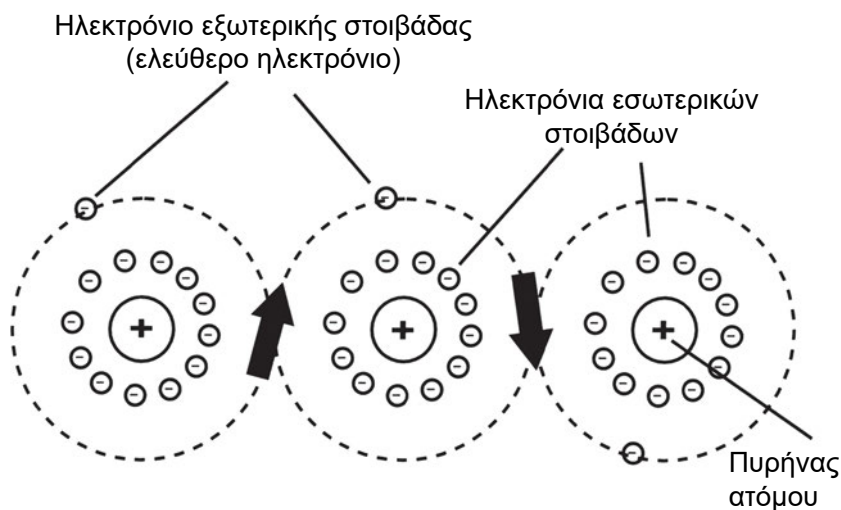 Ηλεκτρόνιο εξωτερικής στοιβάδας
(ελεύθερο ηλεκτρόνιο)
Ηλεκτρόνια εσωτερικών
στοιβάδων
Πυρήνας
ατόμου